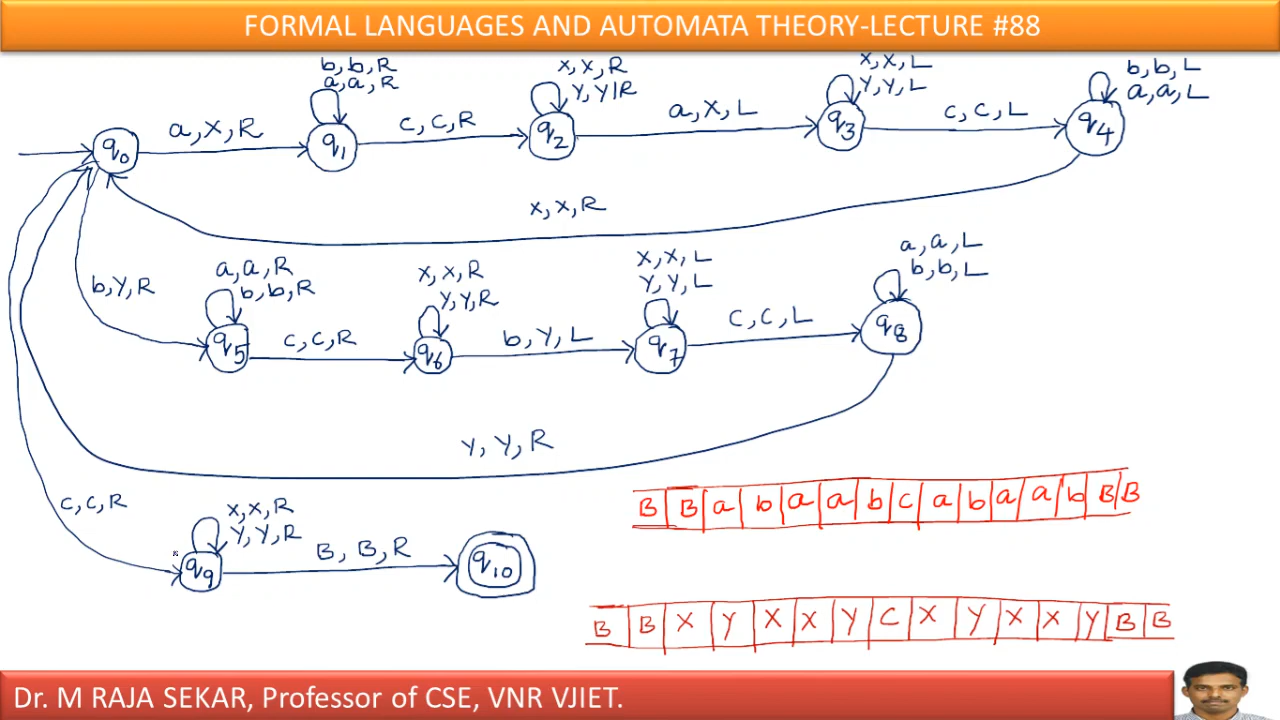 FORMAL LANGUAGES AND AUTOMATA THEORY-LECTURE #88
b, b, R
a, a, R
x, x, R
Y, Y/R
x, x, L
Y, Y, L
b, b, L
a, a, L
q0
a, X, R
q1
c, c, R
q2
a, X, L
q3
c, c, L
q4
x, x, R
b, Y, R
a, a, R
b, b, R
q5
c, c, R
x, x, R
Y, Y, R
q6
b, Y, L
x, x, L
Y, Y, L
q7
c, c, L
a, a, L
b, b, L
q8
Y, Y, R
c, c, R
x, x, R
Y, Y, R
q9
B, B, R
q10
B B a b a a b c a b a a b B B
B B X Y X X Y C X Y X X Y B B
Dr. M RAJA SEKAR, Professor of CSE, VNR VJIET.